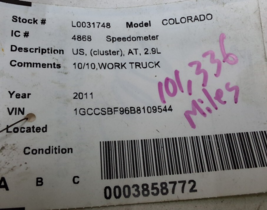 Stock # L0031748 Model COLORADO
IC # 4868 Speedometer
Description US, (cluster), AT, 2.9L
Comments 10/10,WORK TRUCK
Year 2011
101,336 Miles
VIN 1GCCSBF96B8109544
Located
Condition
A B C
0003858772